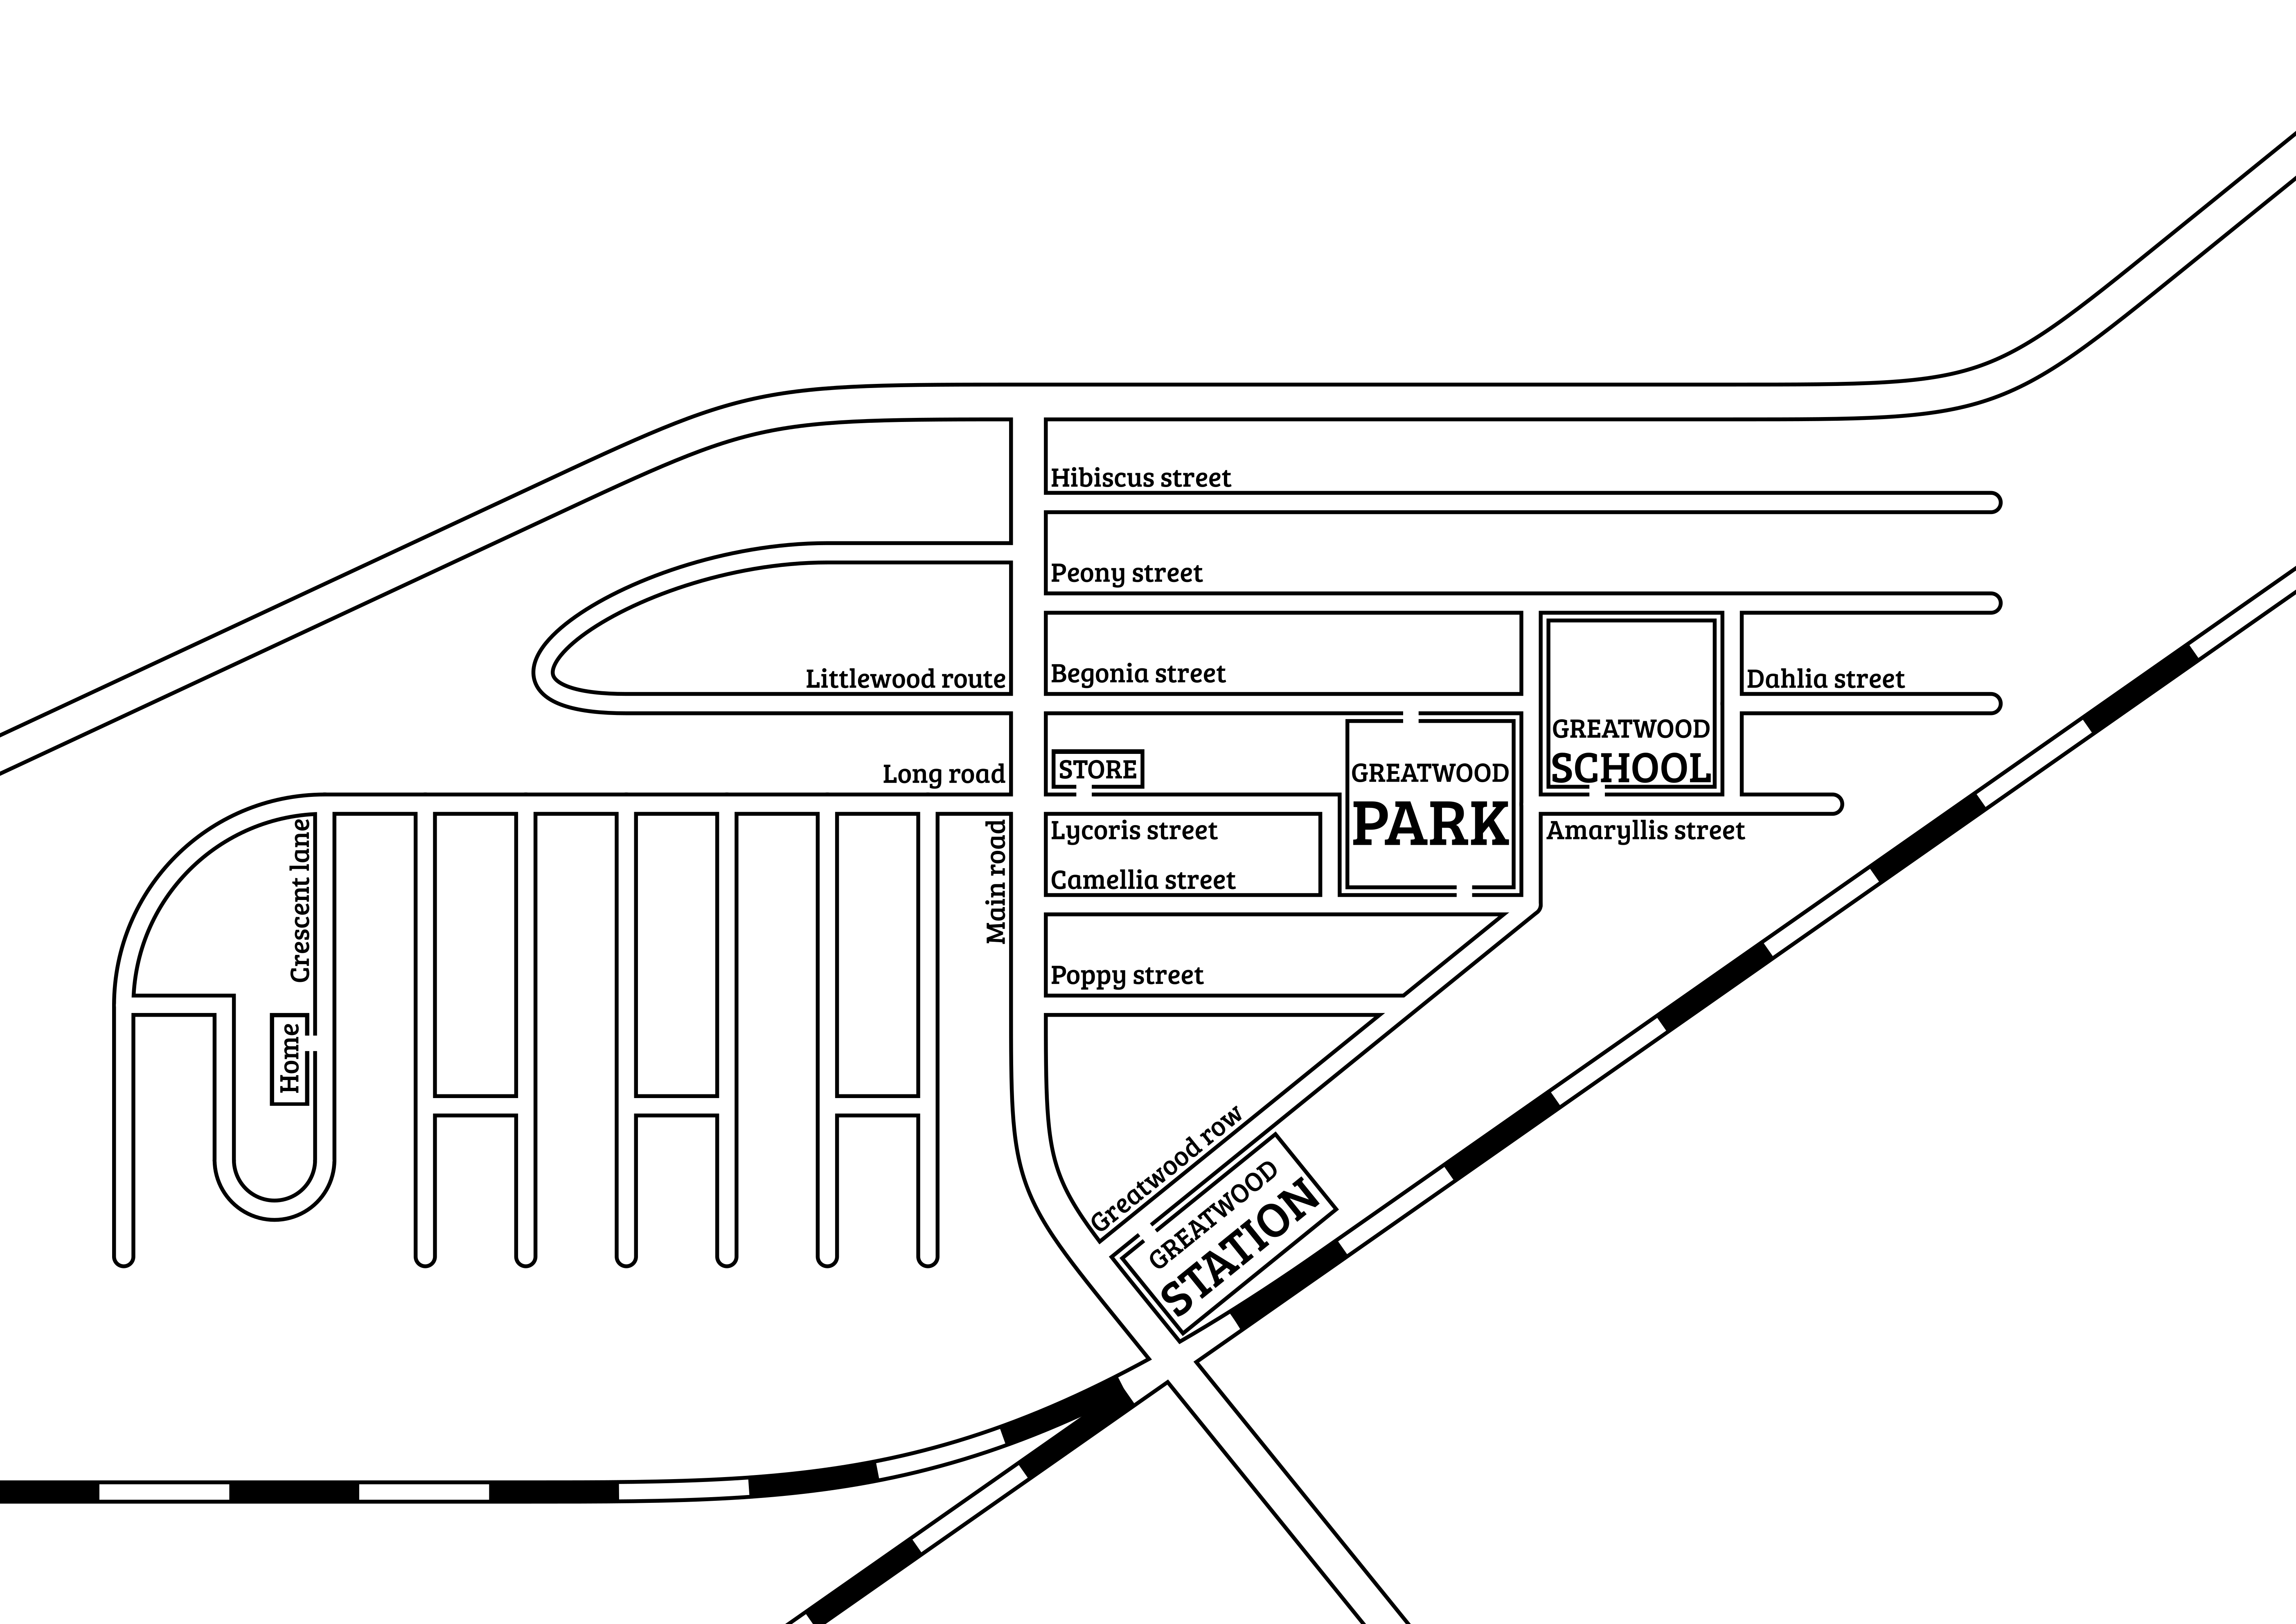 Hibiscus street
Peony street
Littlewood route
Begonia street
Dahlia street
Long road
STORE
GREATWOOD
PARK
GREATWOOD
SCHOOL
Crescent lane
Main road
Lycoris street
Amaryllis street
Camellia street
Poppy street
Home
Greatwood row
GREATWOOD
STATION